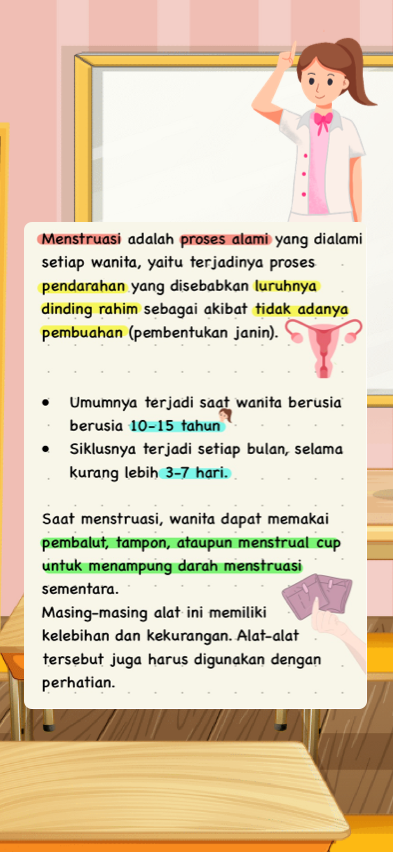 Menstruasi adalah proses alami yang dialami
setiap wanita, yaitu terjadinya proses
pendarahan yang disebabkan luruhnya
dinding rahim sebagai akibat tidak adanya
pembuahan (pembentukan janin).
• Umumnya terjadi saat wanita berusia
berusia 10-15 tahun
• Siklusnya terjadi setiap bulan, selama
kurang lebih 3-7 hari.
Saat menstruasi, wanita dapat memakai
pembalut, tampon, ataupun menstrual cup
untuk menampung darah menstruasi
sementara.
Masing-masing alat ini memiliki
kelebihan dan kekurangan. Alat-alat
tersebut juga harus digunakan dengan
perhatian.